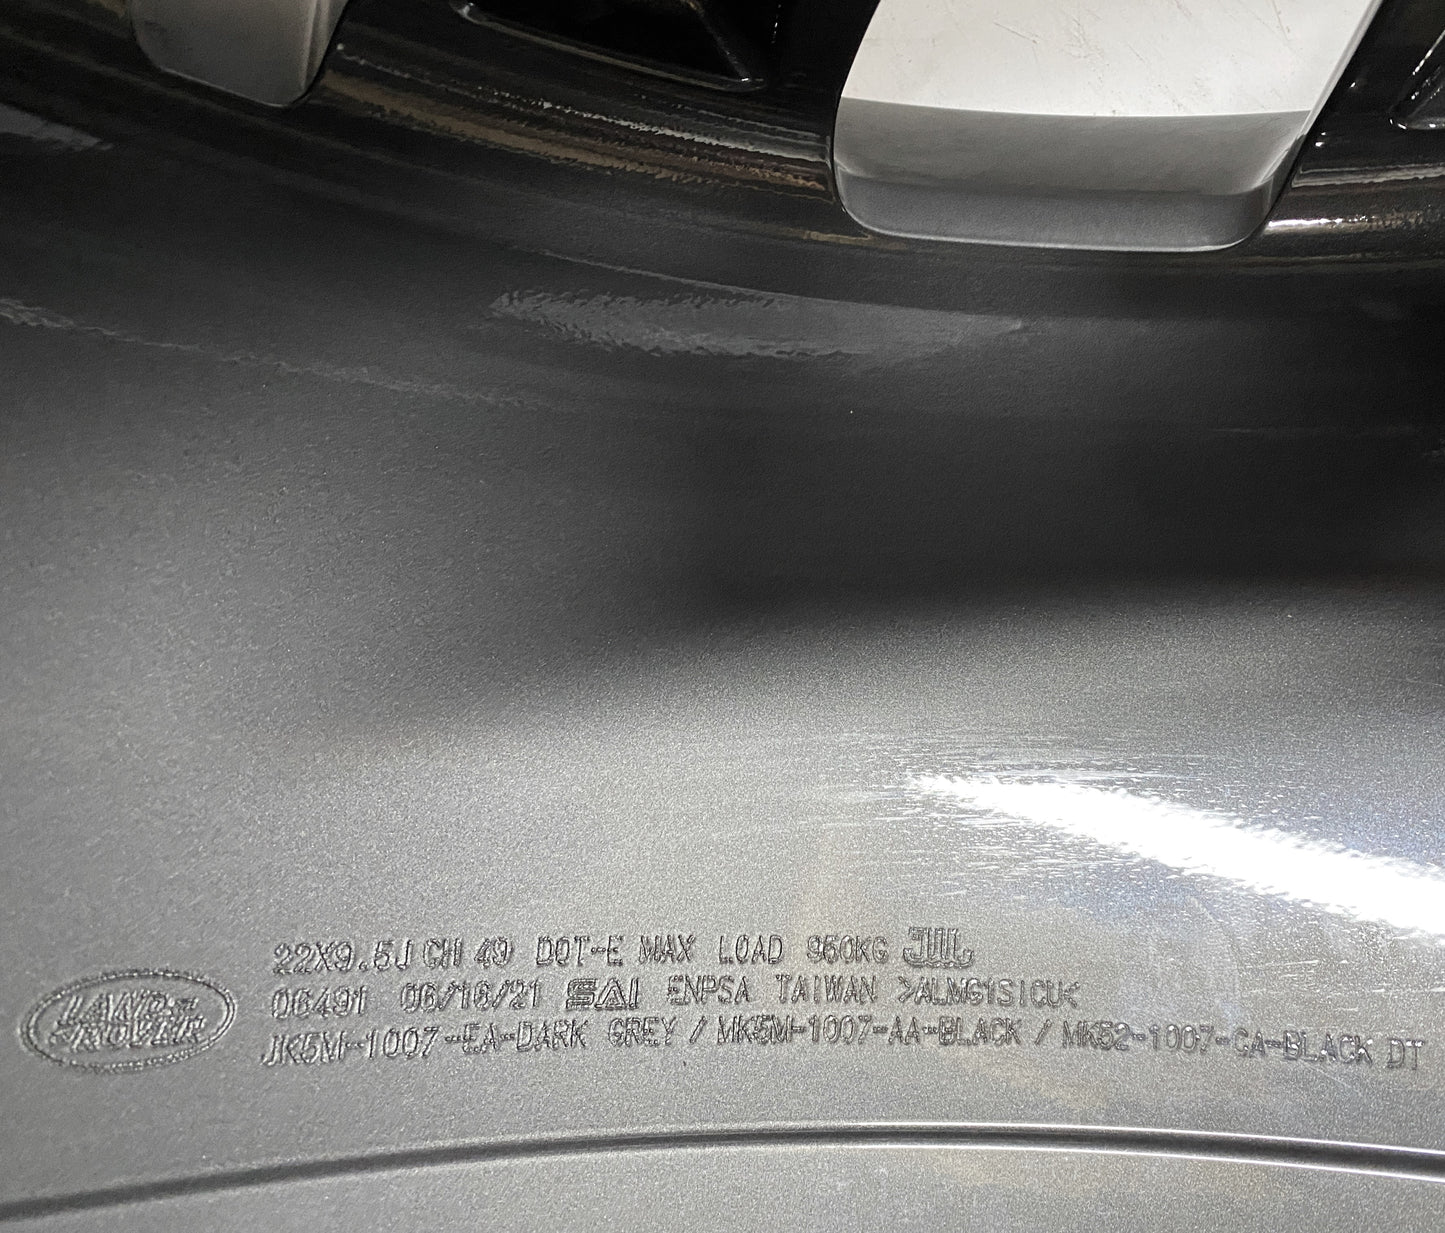 LAND-
ROVER
22X9.5J CH 49 DOT-E MAX LOAD 950KG JWL
06491 06/16/21 SAI ENPSA TAIWAN >ALMG1SICU<
JK5M-1007-EA-DARK GREY / MK5M-1007-AA-BLACK / MK52-1007-CA-BLACK DT